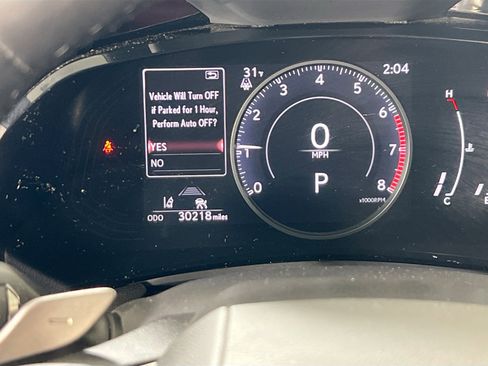 Vehicle Will Turn OFF
if Parked for 1 Hour,
Perform Auto OFF?
YES
NO
ODO 30218 miles
31°F
2:04
0 1 2 3 4 5 6 7 8
0
MPH
P
x1000RPM
H
C
E